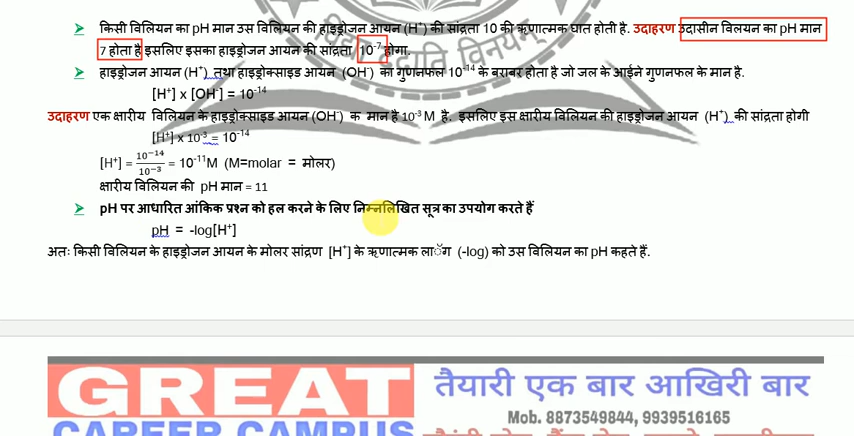 ➤ किसी विलियन का pH मान उस विलियन की हाइड्रोजन आयन (H⁺) की सांद्रता 10 की ऋणात्मक घात होती है. उदाहरण उदासीन विलयन का pH मान
7 होता है इसलिए इसका हाइड्रोजन आयन की सांद्रता 10⁻⁷ होगा.
➤ हाइड्रोजन आयन (H⁺) तथा हाइड्रोक्साइड आयन (OH⁻) का गुणनफल 10⁻¹⁴ के बराबर होता है जो जल के आईने गुणनफल के मान है.
[H⁺] x [OH⁻] = 10⁻¹⁴
उदाहरण एक क्षारीय विलियन के हाइड्रोक्साइड आयन (OH⁻) क मान है 10⁻³ M है. इसलिए इस क्षारीय विलियन की हाइड्रोजन आयन (H⁺) की सांद्रता होगी
[H⁺] x 10⁻³ = 10⁻¹⁴
[H⁺] = 10⁻¹⁴/10⁻³ = 10⁻¹¹M (M=molar = मोलर)
क्षारीय विलियन की pH मान = 11
➤ pH पर आधारित आंकिक प्रश्न को हल करने के लिए निम्नलिखित सूत्र का उपयोग करते हैं
pH = -log[H⁺]
अतः किसी विलियन के हाइड्रोजन आयन के मोलर सांद्रण [H⁺] के ऋणात्मक लाॅग (-log) को उस विलियन का pH कहते हैं.
GREAT
तैयारी एक बार आखिरी बार
Mob. 8873549844, 9939516165
CAREER CAMPUS